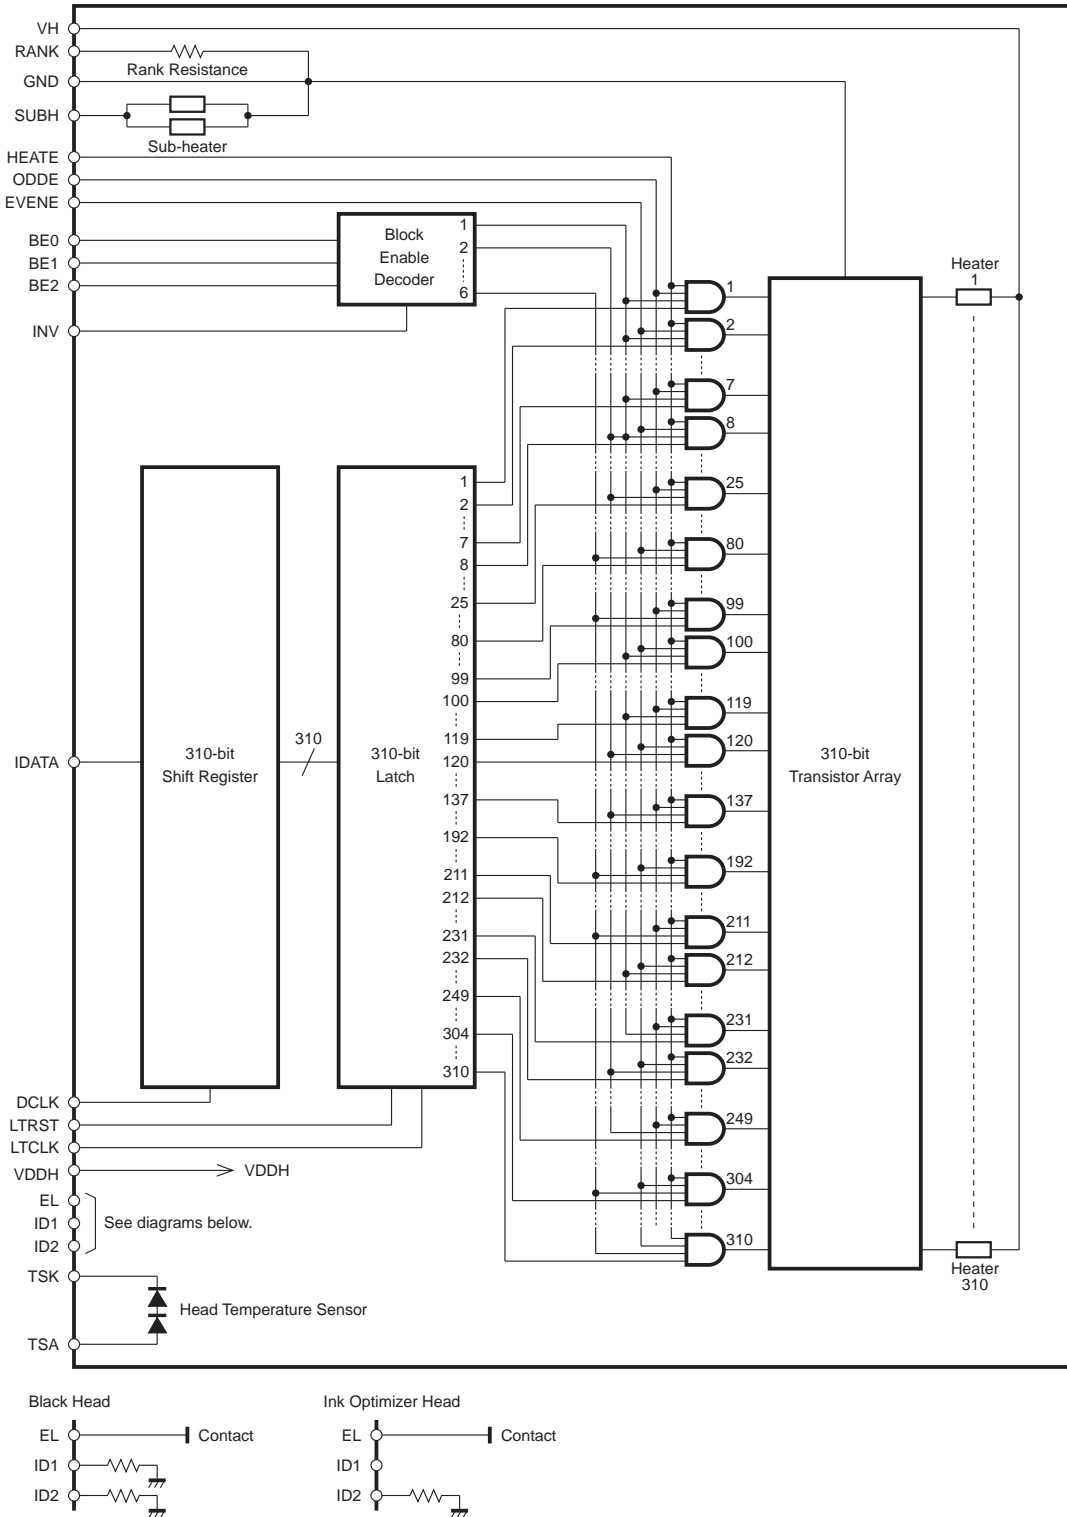 VH
RANK
Rank Resistance
GND
SUBH
Sub-heater
HEATE
ODDE
EVENE
BE0
BE1
BE2
INV
Block
Enable
Decoder
1
2
6
Heater
1
1
2
7
8
25
80
99
100
119
120
137
192
211
212
231
232
249
304
310
IDATA
310-bit
Shift Register
310
310-bit
Latch
1
2
7
8
25
80
99
100
119
120
137
192
211
212
231
232
249
304
310
310-bit
Transistor Array
Heater
310
DCLK
LTRST
LTCLK
VDDH
VDDH
EL
ID1
ID2
See diagrams below.
TSK
Head Temperature Sensor
TSA
Black Head
EL
Contact
ID1
ID2
Ink Optimizer Head
EL
Contact
ID1
ID2